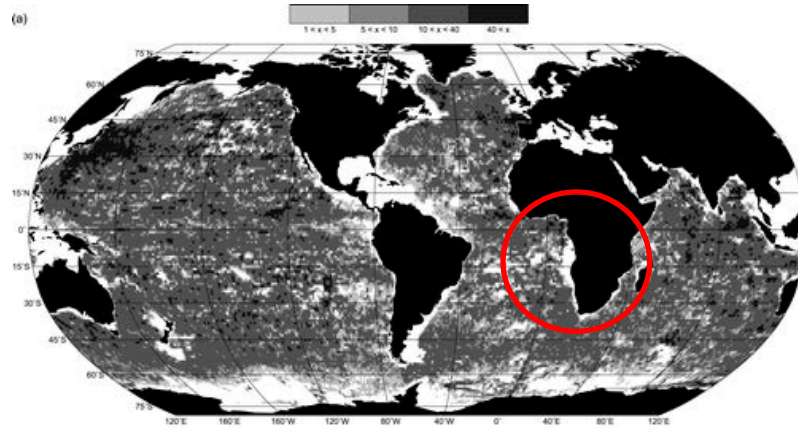 (a)
1 < x < 5 5 < x < 10 10 < x < 40 40 < x
75˚N
60˚N
45˚N
30˚N
15˚N
0˚
15˚S
30˚S
45˚S
60˚S
75˚S
120˚E 160˚E 160˚W 120˚W 80˚W 40˚W 0˚ 40˚E 80˚E 120˚E